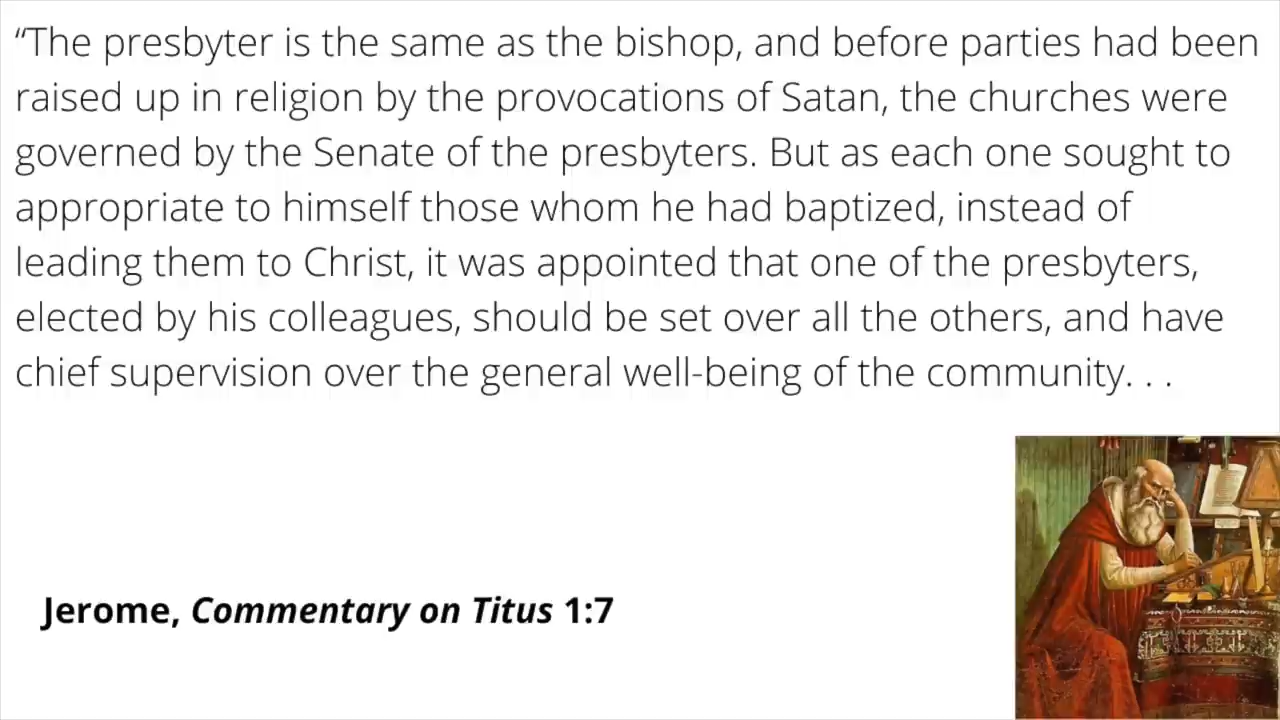 “The presbyter is the same as the bishop, and before parties had been
raised up in religion by the provocations of Satan, the churches were
governed by the Senate of the presbyters. But as each one sought to
appropriate to himself those whom he had baptized, instead of
leading them to Christ, it was appointed that one of the presbyters,
elected by his colleagues, should be set over all the others, and have
chief supervision over the general well-being of the community. . .
Jerome, Commentary on Titus 1:7